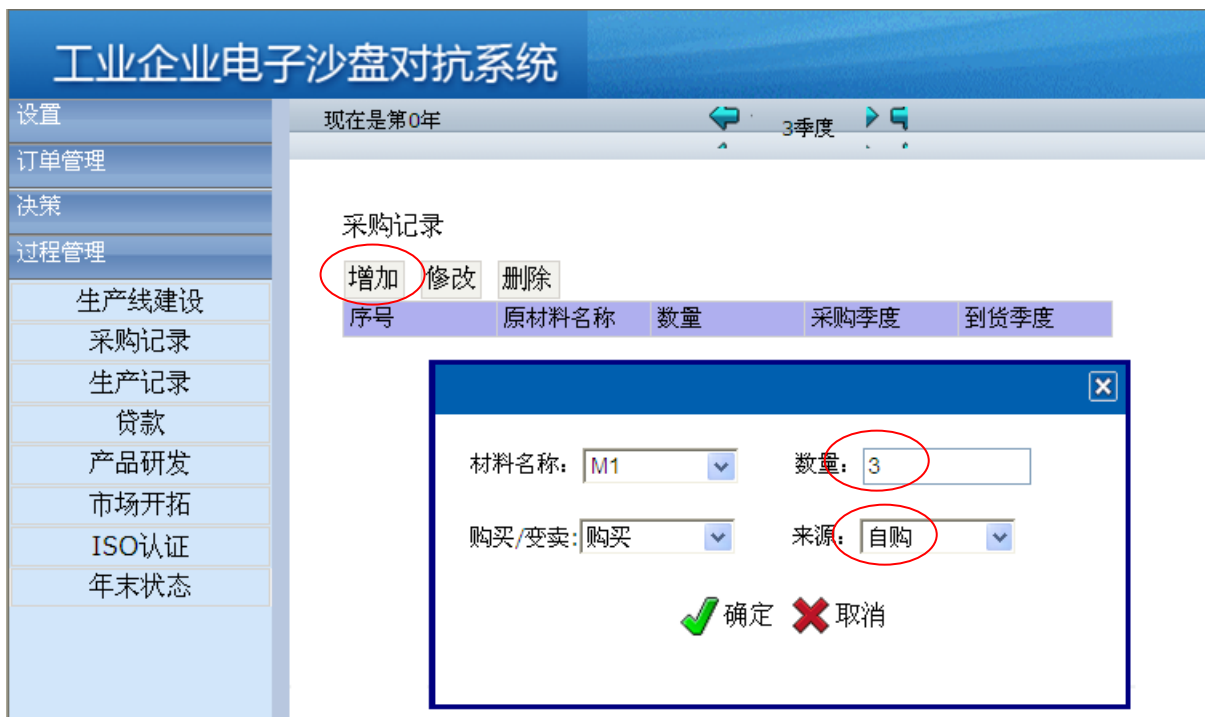 工业企业电子沙盘对抗系统
设置
现在是第0年 3季度
订单管理
决策
过程管理
生产线建设
采购记录
生产记录
贷款
产品研发
市场开拓
ISO认证
年末状态
采购记录
增加 修改 删除
序号 原材料名称 数量 采购季度 到货季度
材料名称: M1 数量: 3
购买/变卖: 购买 来源: 自购
确定 取消